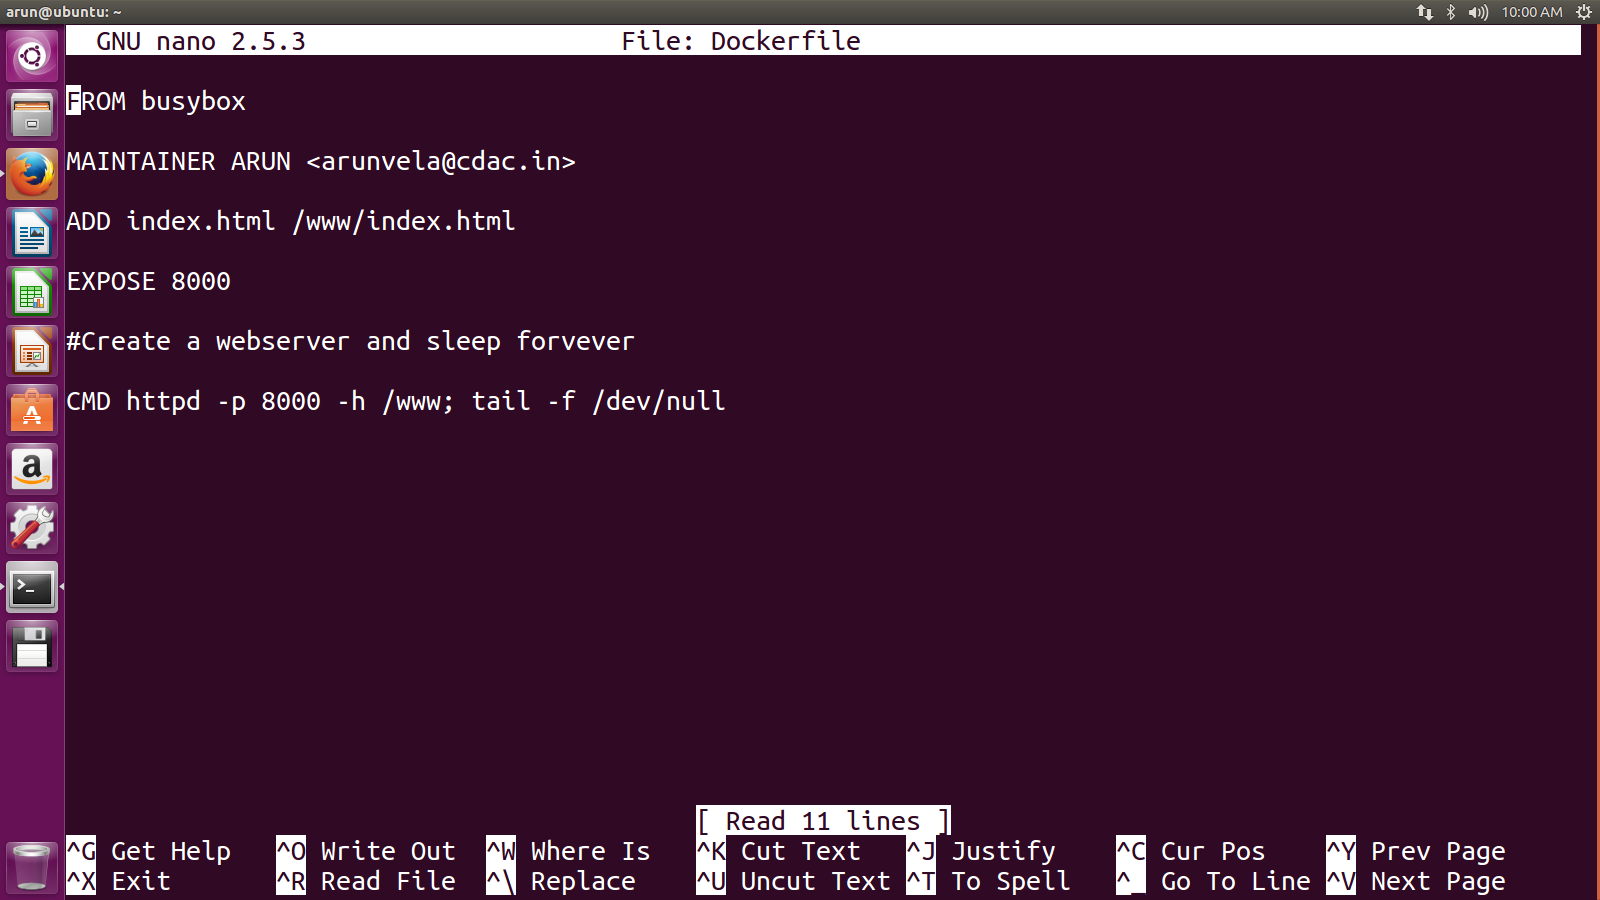 arun@ubuntu: ~
10:00 AM
GNU nano 2.5.3 File: Dockerfile
FROM busybox
MAINTAINER ARUN <arunvela@cdac.in>
ADD index.html /www/index.html
EXPOSE 8000
#Create a webserver and sleep forvever
CMD httpd -p 8000 -h /www; tail -f /dev/null
[ Read 11 lines ]
^G Get Help ^O Write Out ^W Where Is ^K Cut Text ^J Justify ^C Cur Pos ^Y Prev Page
^X Exit ^R Read File ^\ Replace ^U Uncut Text ^T To Spell ^_ Go To Line ^V Next Page